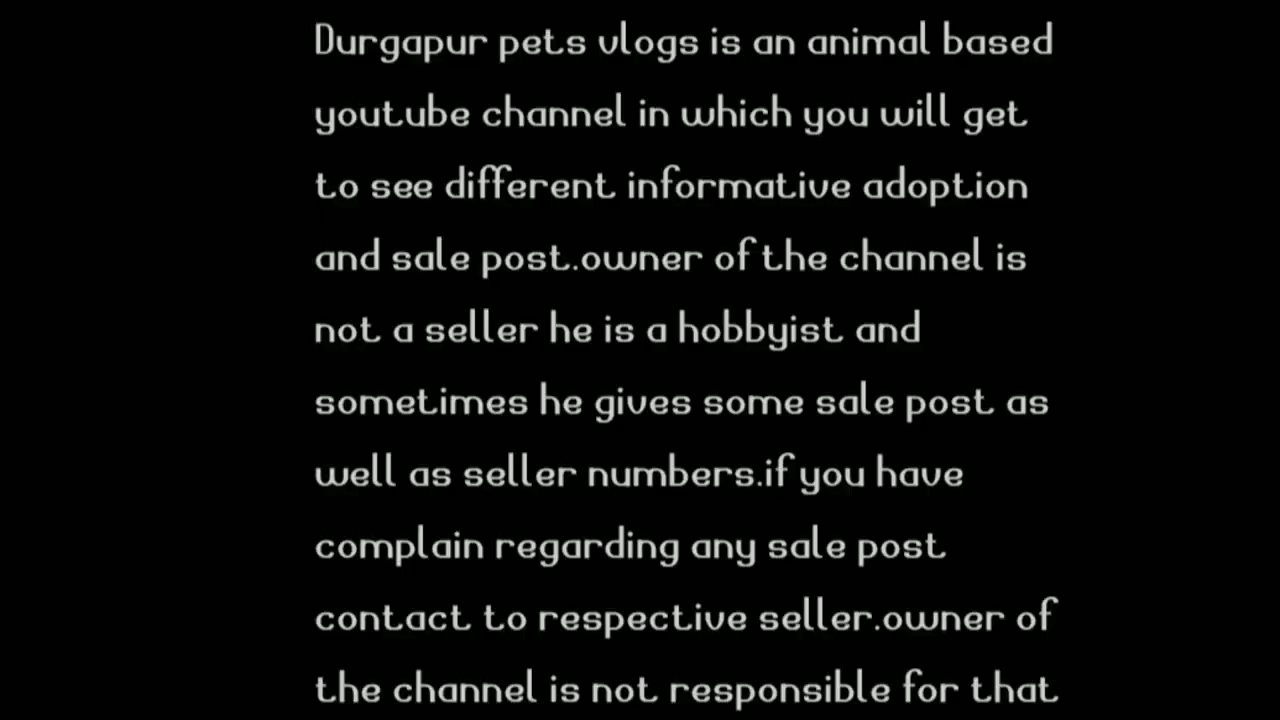 Durgapur pets vlogs is an animal based
youtube channel in which you will get
to see different informative adoption
and sale post.owner of the channel is
not a seller he is a hobbyist and
sometimes he gives some sale post as
well as seller numbers.if you have
complain regarding any sale post
contact to respective seller.owner of
the channel is not responsible for that